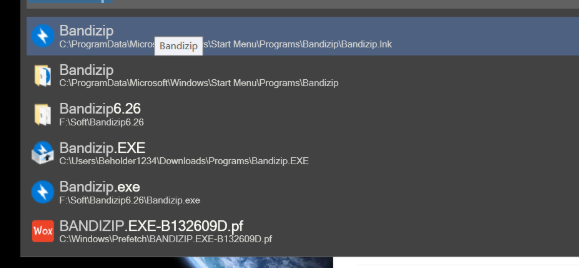 Bandizip
C:\ProgramData\Micros s\Start Menu\Programs\Bandizip\Bandizip.lnk
Bandizip
Bandizip
C:\ProgramData\Microsoft\Windows\Start Menu\Programs\Bandizip
Bandizip6.26
F:\Soft\Bandizip6.26
Bandizip.EXE
C:\Users\Beholder1234\Downloads\Programs\Bandizip.EXE
Bandizip.exe
F:\Soft\Bandizip6.26\Bandizip.exe
Wox BANDIZIP.EXE-B132609D.pf
C:\Windows\Prefetch\BANDIZIP.EXE-B132609D.pf